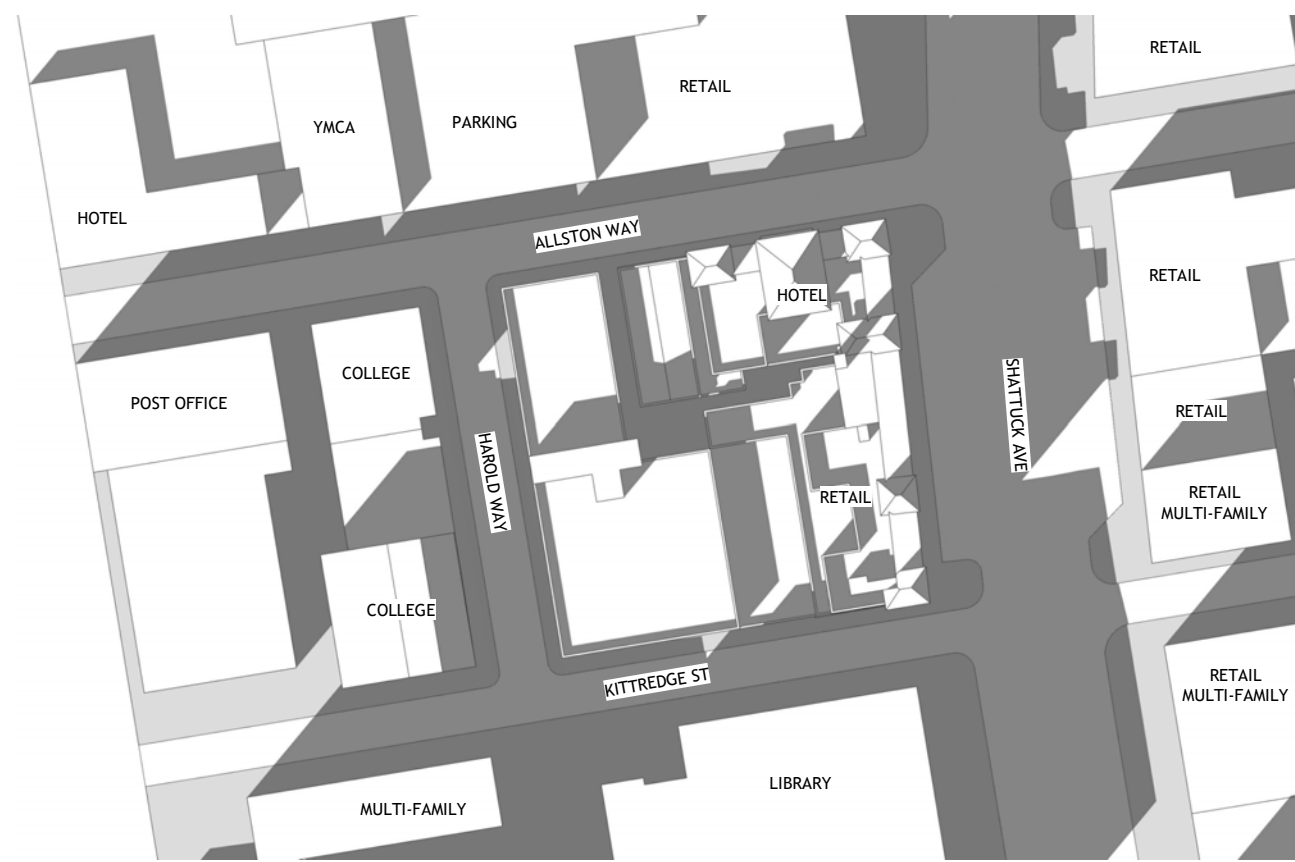 RETAIL
RETAIL
PARKING
YMCA
HOTEL
ALLSTON WAY
RETAIL
HOTEL
COLLEGE
POST OFFICE
SHATTUCK AVE
RETAIL
HAROLD WAY
RETAIL
RETAIL
MULTI-FAMILY
COLLEGE
KITTREDGE ST
RETAIL
MULTI-FAMILY
LIBRARY
MULTI-FAMILY